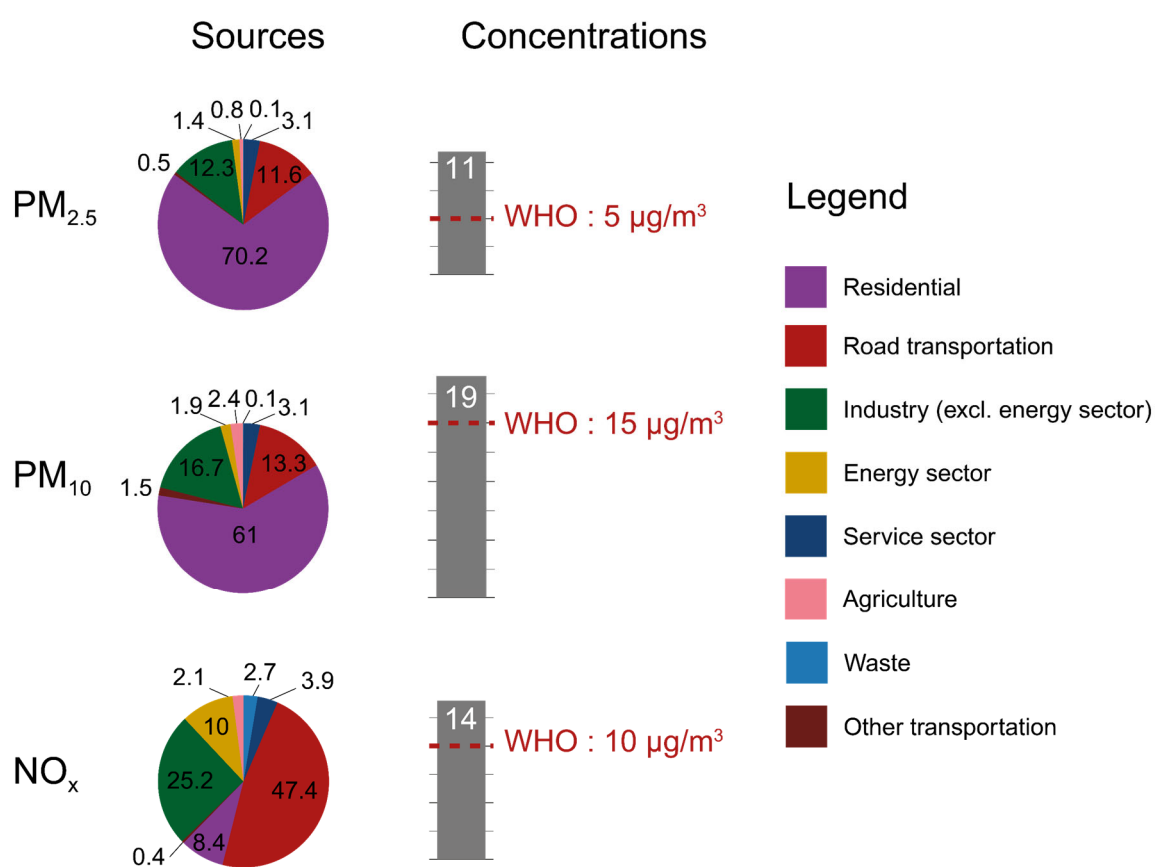 Sources
Concentrations
PM2.5
0.5
1.4
0.8
0.1
3.1
12.3
11.6
70.2
11
WHO : 5 µg/m³
PM10
1.5
1.9
2.4
0.1
3.1
16.7
13.3
61
19
WHO : 15 µg/m³
NOx
2.1
2.7
3.9
10
25.2
47.4
0.4
8.4
14
WHO : 10 µg/m³
Legend
Residential
Road transportation
Industry (excl. energy sector)
Energy sector
Service sector
Agriculture
Waste
Other transportation